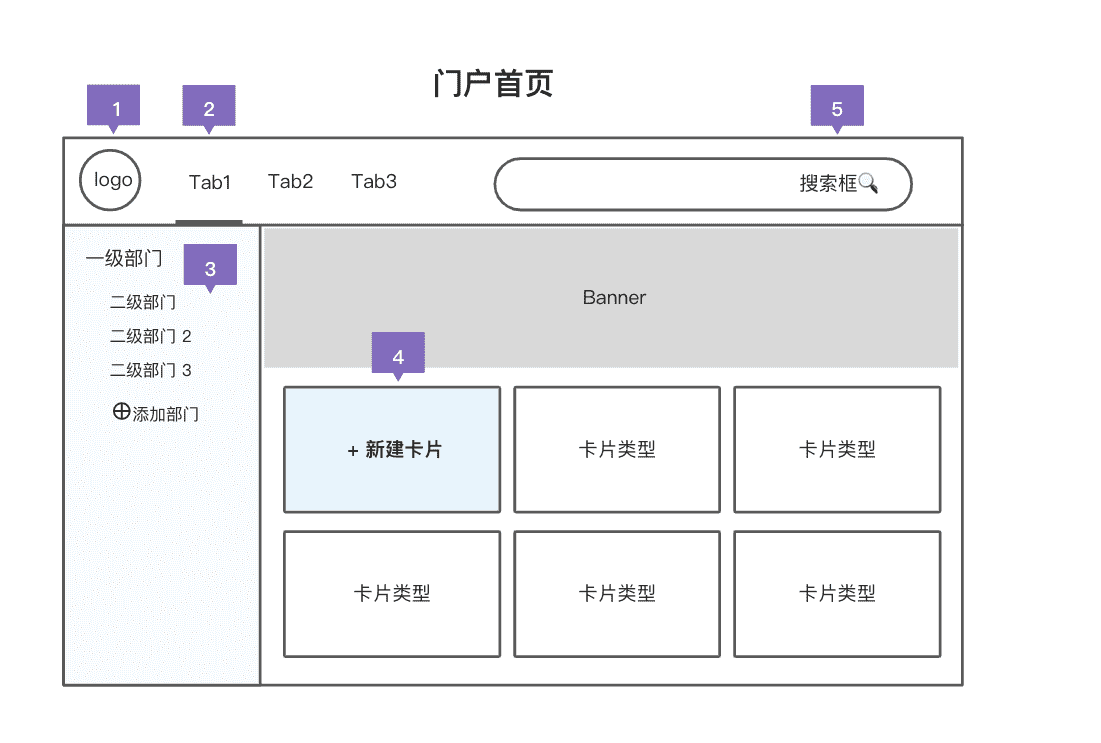 门户首页
1
2
5
logo
Tab1
Tab2
Tab3
搜索框
一级部门
3
二级部门
二级部门 2
二级部门 3
添加部门
Banner
4
+ 新建卡片
卡片类型
卡片类型
卡片类型
卡片类型
卡片类型